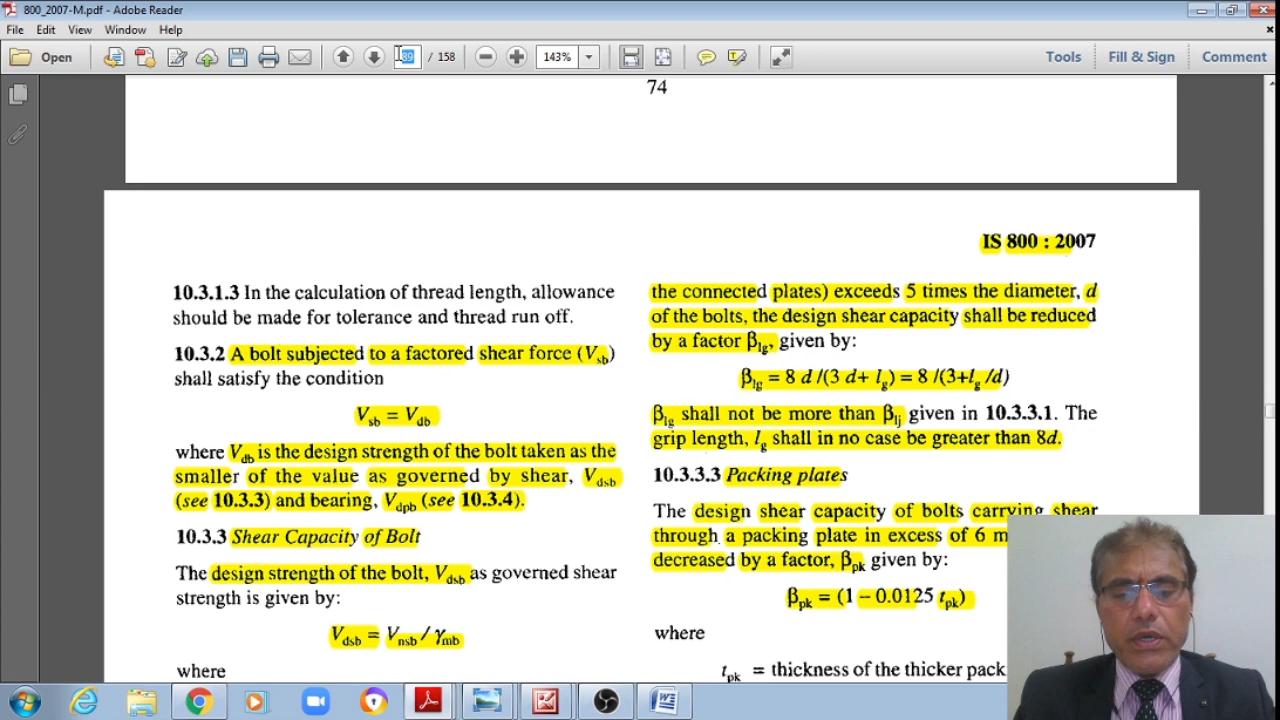 800_2007-M.pdf - Adobe Reader
File Edit View Window Help
Open 89 / 158 143% Tools Fill & Sign Comment
74
IS 800 : 2007
10.3.1.3 In the calculation of thread length, allowance
should be made for tolerance and thread run off.
10.3.2 A bolt subjected to a factored shear force (Vsb)
shall satisfy the condition
Vsb = Vdb
where Vdb is the design strength of the bolt taken as the
smaller of the value as governed by shear, Vdsb
(see 10.3.3) and bearing, Vdpb (see 10.3.4).
10.3.3 Shear Capacity of Bolt
The design strength of the bolt, Vdsb as governed shear
strength is given by:
Vdsb = Vnsb / γmb
where
the connected plates) exceeds 5 times the diameter, d
of the bolts, the design shear capacity shall be reduced
by a factor βlg, given by:
βlg = 8 d /(3 d+ lg) = 8 /(3+lg /d)
βlg shall not be more than βlj given in 10.3.3.1. The
grip length, lg shall in no case be greater than 8d.
10.3.3.3 Packing plates
The design shear capacity of bolts carrying shear
through a packing plate in excess of 6 m
decreased by a factor, βpk given by:
βpk = (1 – 0.0125 tpk)
where
tpk = thickness of the thicker pack